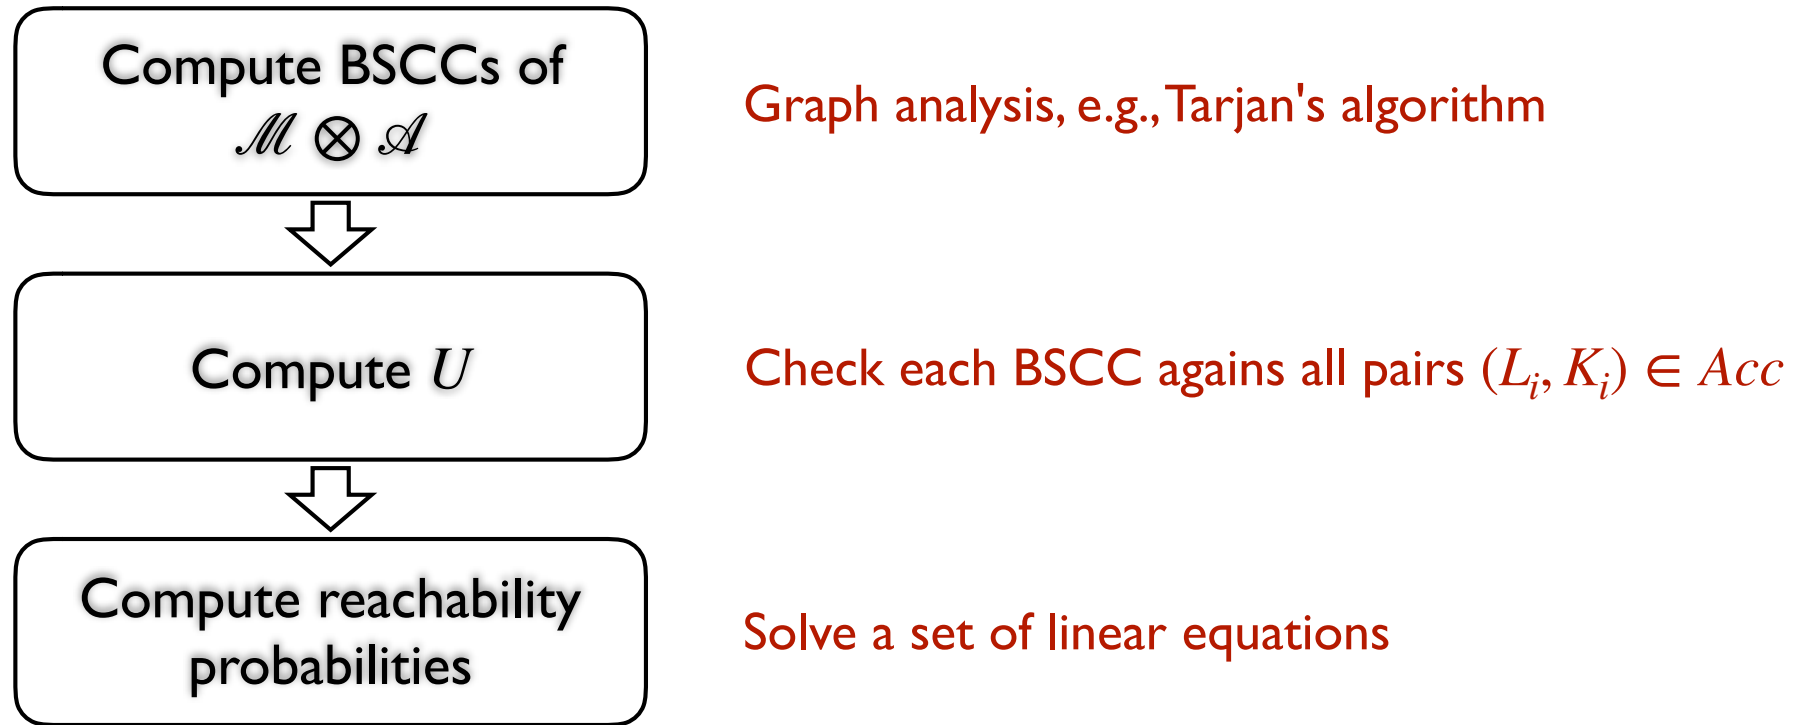 Compute BSCCs of
ℳ ⊗ 𝒜
Graph analysis, e.g., Tarjan's algorithm
Compute U
Check each BSCC agains all pairs (Lᵢ, Kᵢ) ∈ Acc
Compute reachability
probabilities
Solve a set of linear equations